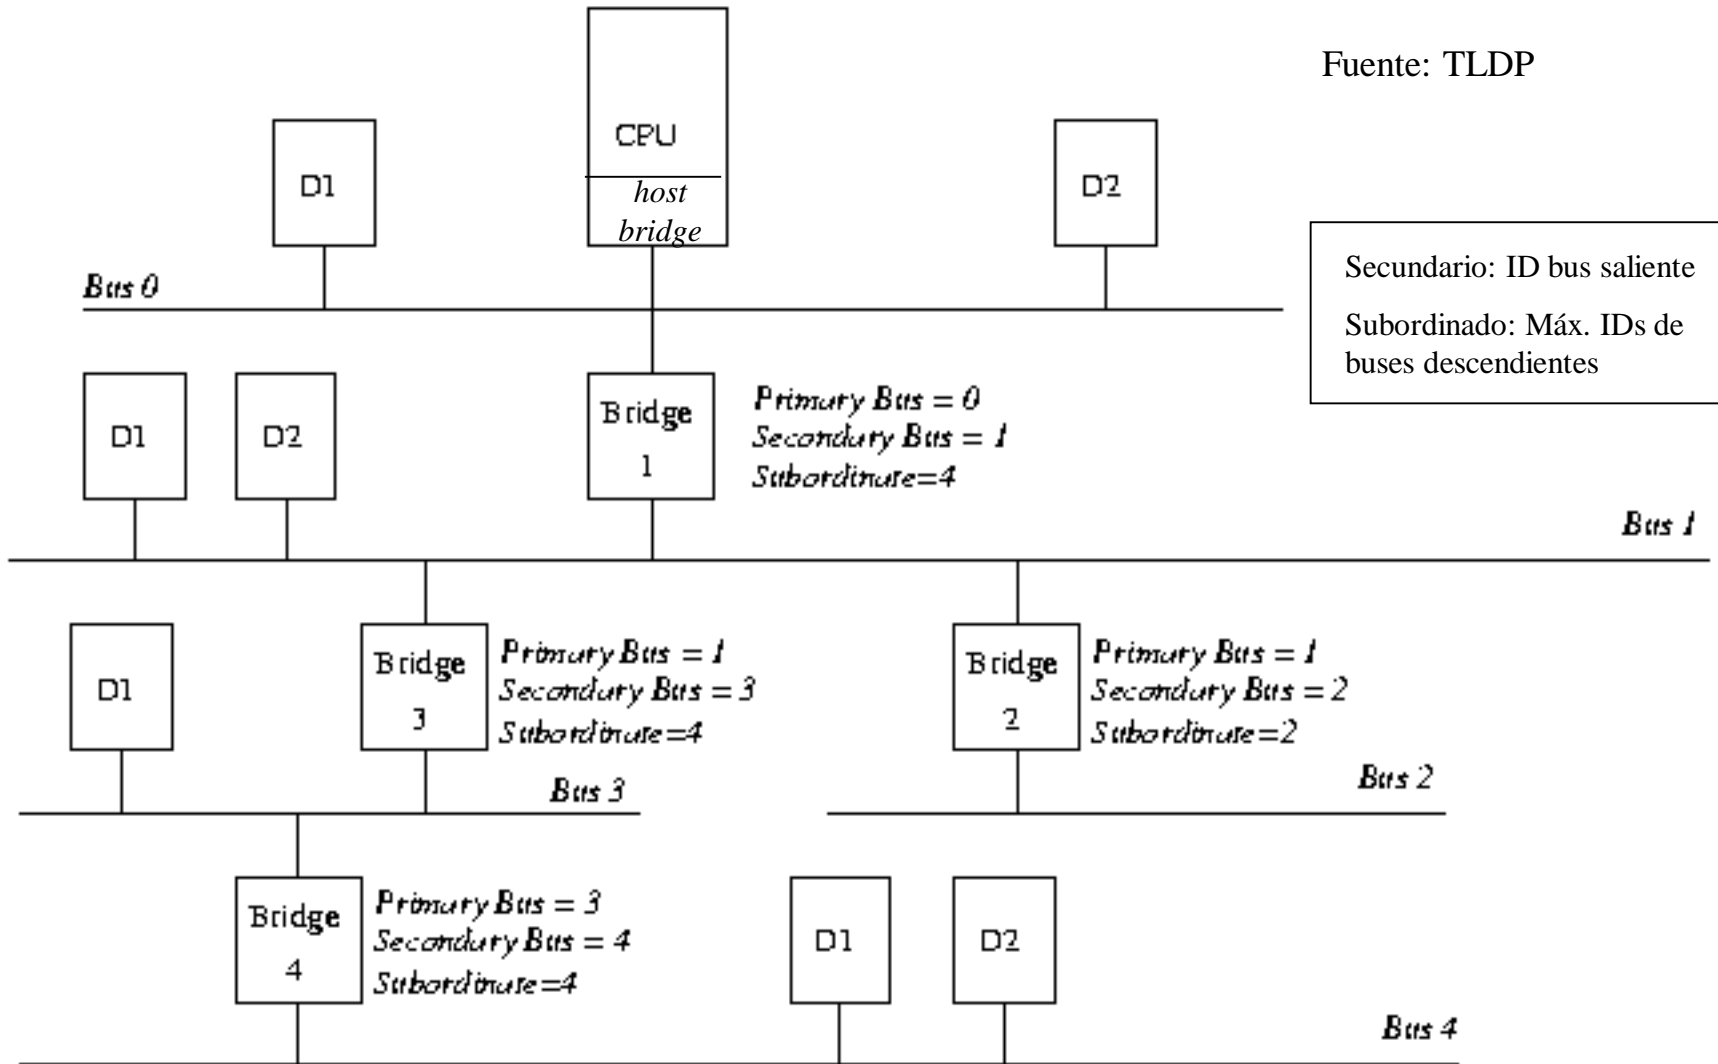 Fuente: TLDP
CPU
host
bridge
D1
D2
Bus 0
Secundario: ID bus saliente
Subordinado: Máx. IDs de
buses descendientes
D1
D2
Bridge
1
Primary Bus = 0
Secondary Bus = 1
Subordinate=4
Bus 1
D1
Bridge
3
Primary Bus = 1
Secondary Bus = 3
Subordinate=4
Bridge
2
Primary Bus = 1
Secondary Bus = 2
Subordinate=2
Bus 3
Bus 2
Bridge
4
Primary Bus = 3
Secondary Bus = 4
Subordinate=4
D1
D2
Bus 4